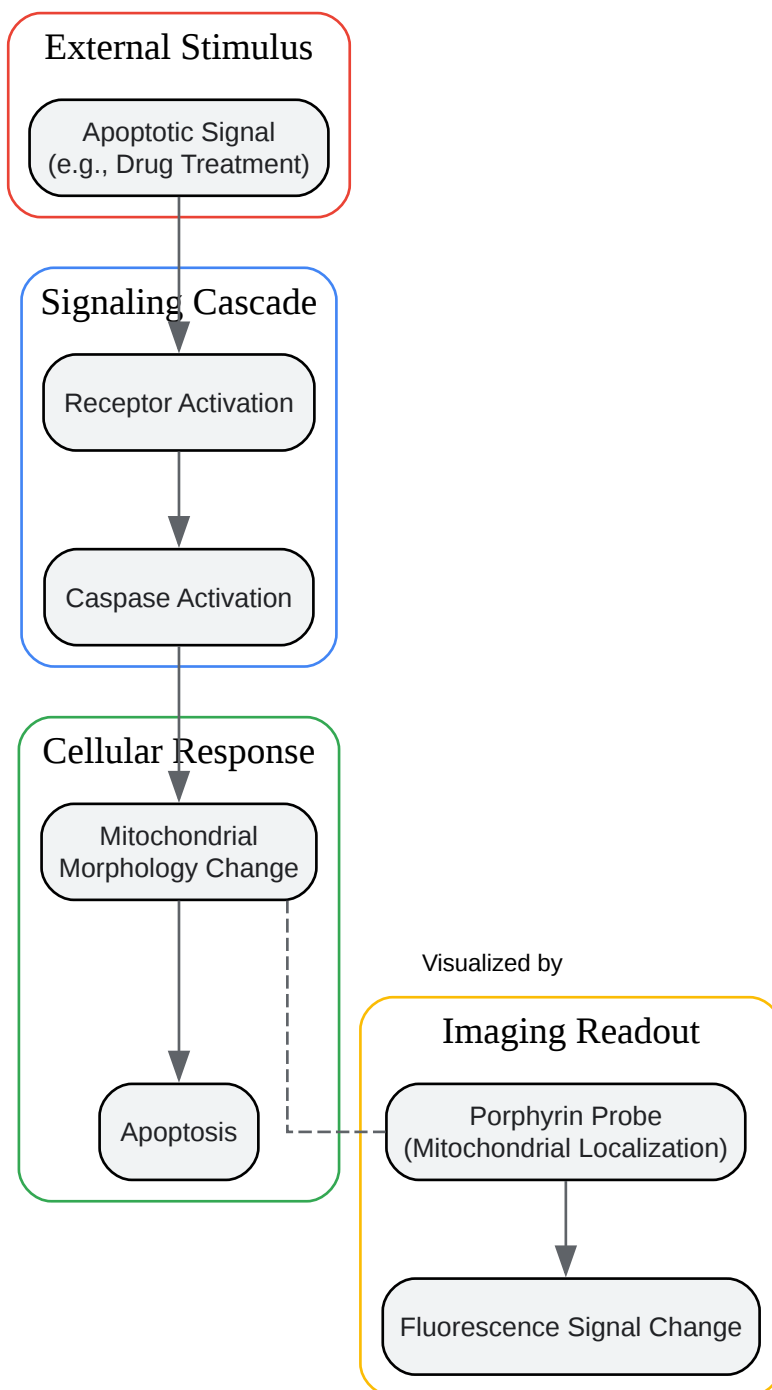 External Stimulus
Apoptotic Signal
(e.g., Drug Treatment)
Signaling Cascade
Receptor Activation
Caspase Activation
Cellular Response
Mitochondrial
Morphology Change
Apoptosis
Visualized by
Imaging Readout
Porphyrin Probe
(Mitochondrial Localization)
Fluorescence Signal Change